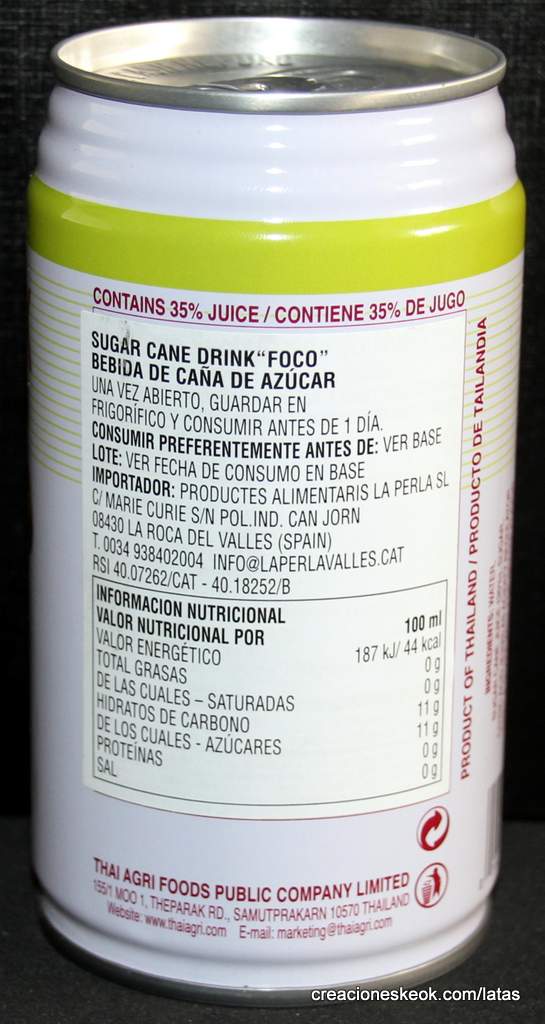 CONTAINS 35% JUICE / CONTIENE 35% DE JUGO
SUGAR CANE DRINK“FOCO”
BEBIDA DE CAÑA DE AZÚCAR
UNA VEZ ABIERTO, GUARDAR EN
FRIGORÍFICO Y CONSUMIR ANTES DE 1 DÍA.
CONSUMIR PREFERENTEMENTE ANTES DE: VER BASE
LOTE: VER FECHA DE CONSUMO EN BASE
IMPORTADOR: PRODUCTES ALIMENTARIS LA PERLA SL
C/ MARIE CURIE S/N POL.IND. CAN JORN
08430 LA ROCA DEL VALLES (SPAIN)
T. 0034 938402004 INFO@LAPERLAVALLES.CAT
RSI 40.07262/CAT - 40.18252/B
INFORMACION NUTRICIONAL
VALOR NUTRICIONAL POR 100 ml
VALOR ENERGÉTICO 187 kJ/ 44 kcal
TOTAL GRASAS 0 g
DE LAS CUALES – SATURADAS 0 g
HIDRATOS DE CARBONO 11 g
DE LOS CUALES - AZÚCARES 11 g
PROTEÍNAS 0 g
SAL 0 g
PRODUCT OF THAILAND / PRODUCTO DE TAILANDIA
INGREDIENTS: WATER,
THAI AGRI FOODS PUBLIC COMPANY LIMITED
155/1 MOO 1, THEPARAK RD., SAMUTPRAKARN 10570 THAILAND
Website: www.thaiagri.com E-mail: marketing@thaiagri.com
creacioneskeok.com/latas